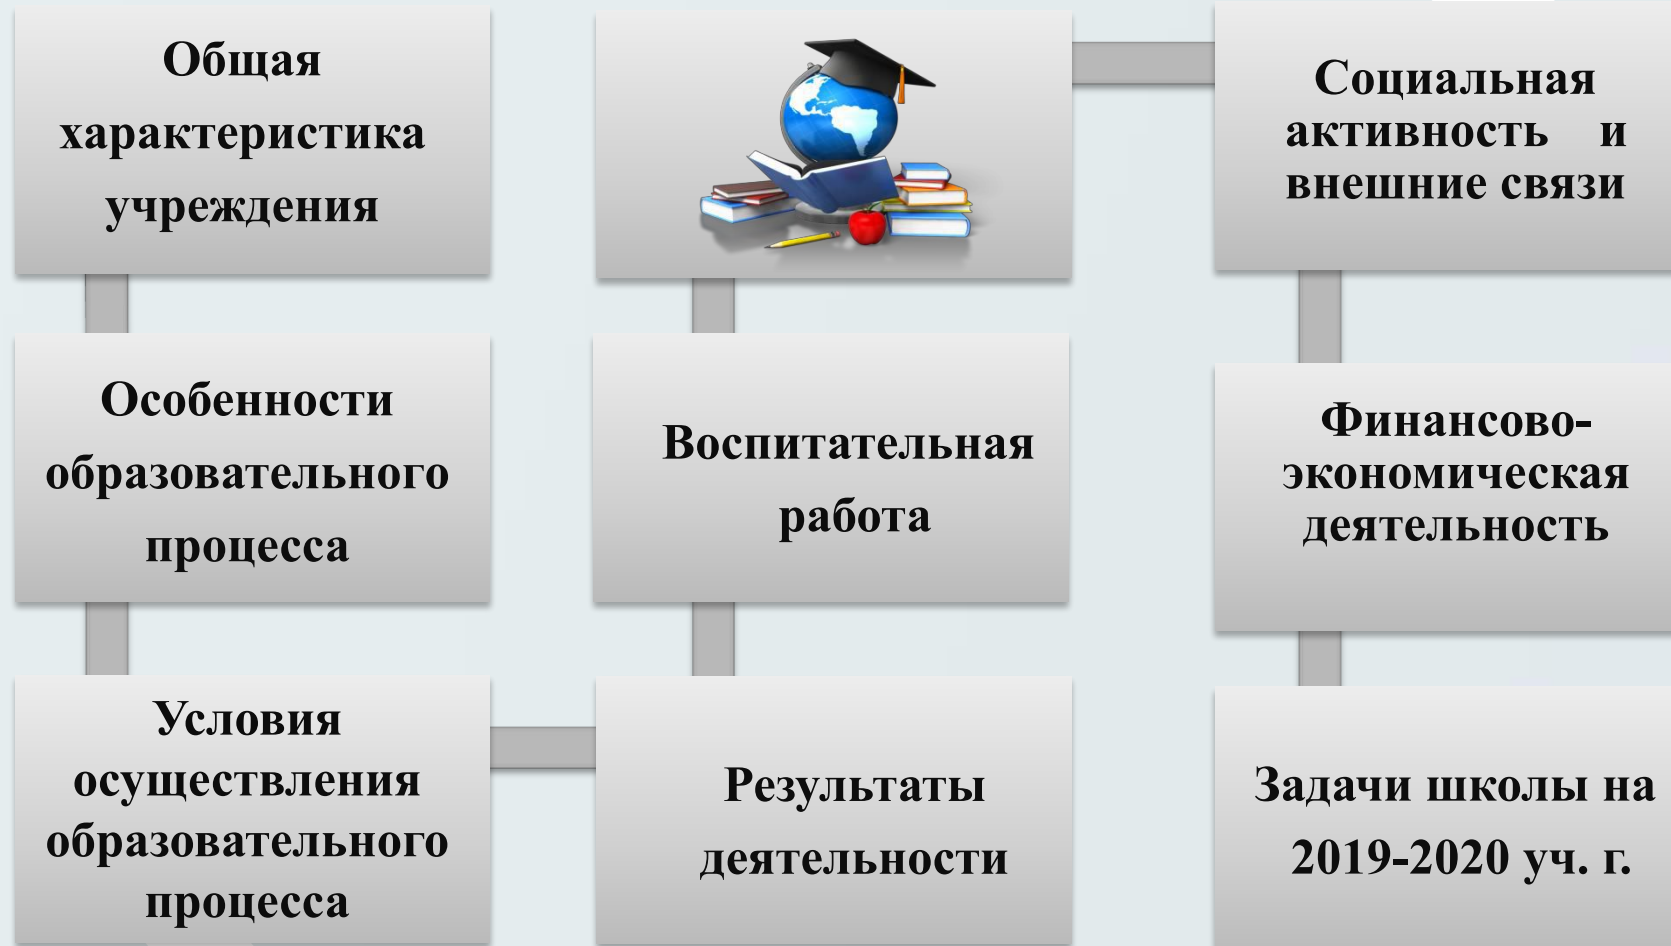 Общая
характеристика
учреждения
Особенности
образовательного
процесса
Условия
осуществления
образовательного
процесса
Результаты
деятельности
Воспитательная
работа
Социальная
активность и
внешние связи
Финансово-
экономическая
деятельность
Задачи школы на
2019-2020 уч. г.